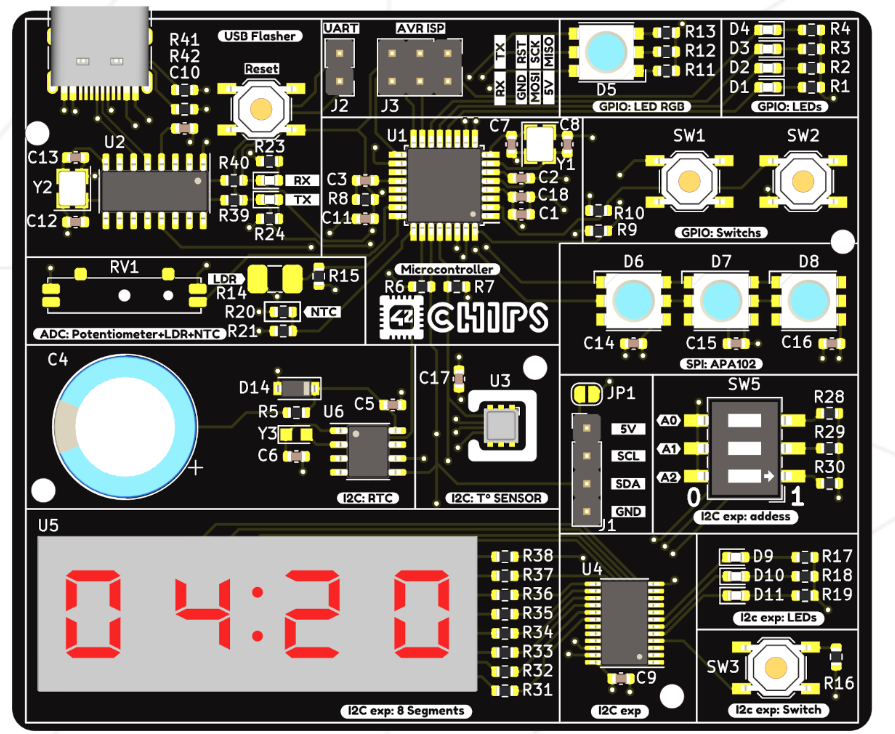 R41
R42
C10
USB Flasher
Reset
UART
J2
AVR ISP
J3
TX
RX
RST
GND
SCK
MOSI
MISO
5V
D5
R13
R12
R11
GPIO: LED RGB
D4
D3
D2
D1
R4
R3
R2
R1
GPIO: LEDs
C13
U2
Y2
C12
R40
R39
R23
RX
TX
R24
U1
C7
C8
Y1
C3
R8
C11
C2
C18
C1
Microcontroller
SW1
SW2
R10
R9
GPIO: Switchs
RV1
LDR
R14
R15
R20
NTC
R21
ADC: Potentiometer+LDR+NTC
R6
R7
42
CHIPS
D6
D7
D8
C14
C15
C16
SPI: APA102
C4
+
D14
R5
Y3
C6
U6
C5
I2C: RTC
C17
U3
I2C: T° SENSOR
JP1
5V
SCL
SDA
GND
J1
SW5
A0
A1
A2
0
1
R28
R29
R30
I2C exp: addess
U5
04:20
R38
R37
R36
R35
R34
R33
R32
R31
I2C exp: 8 Segments
U4
C9
I2C exp
D9
D10
D11
R17
R18
R19
I2c exp: LEDs
SW3
R16
I2c exp: Switch